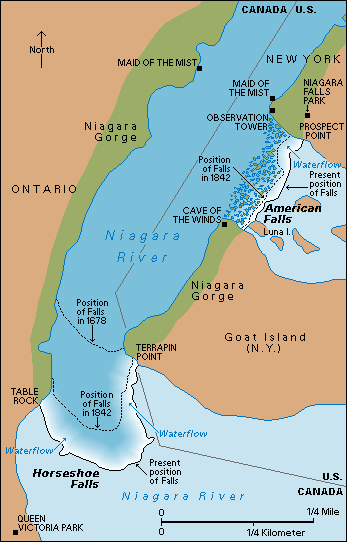 CANADA U.S.
North
NEW YORK
MAID OF THE MIST
MAID OF
THE MIST
NIAGARA
FALLS
PARK
OBSERVATION
TOWER
PROSPECT
POINT
Niagara
Gorge
Position
of Falls
in 1842
Waterflow
Present
position
of Falls
ONTARIO
American
Falls
CAVE OF
THE WINDS
Luna I.
Niagara
River
Niagara
Gorge
Position
of Falls
in 1678
Goat Island
(N.Y.)
TERRAPIN
POINT
TABLE
ROCK
Position
of Falls
in 1842
Waterflow
Waterflow
Horseshoe
Falls
Present
position
of Falls
U.S.
CANADA
Niagara River
QUEEN
VICTORIA PARK
0 1/4 Mile
0 1/4 Kilometer